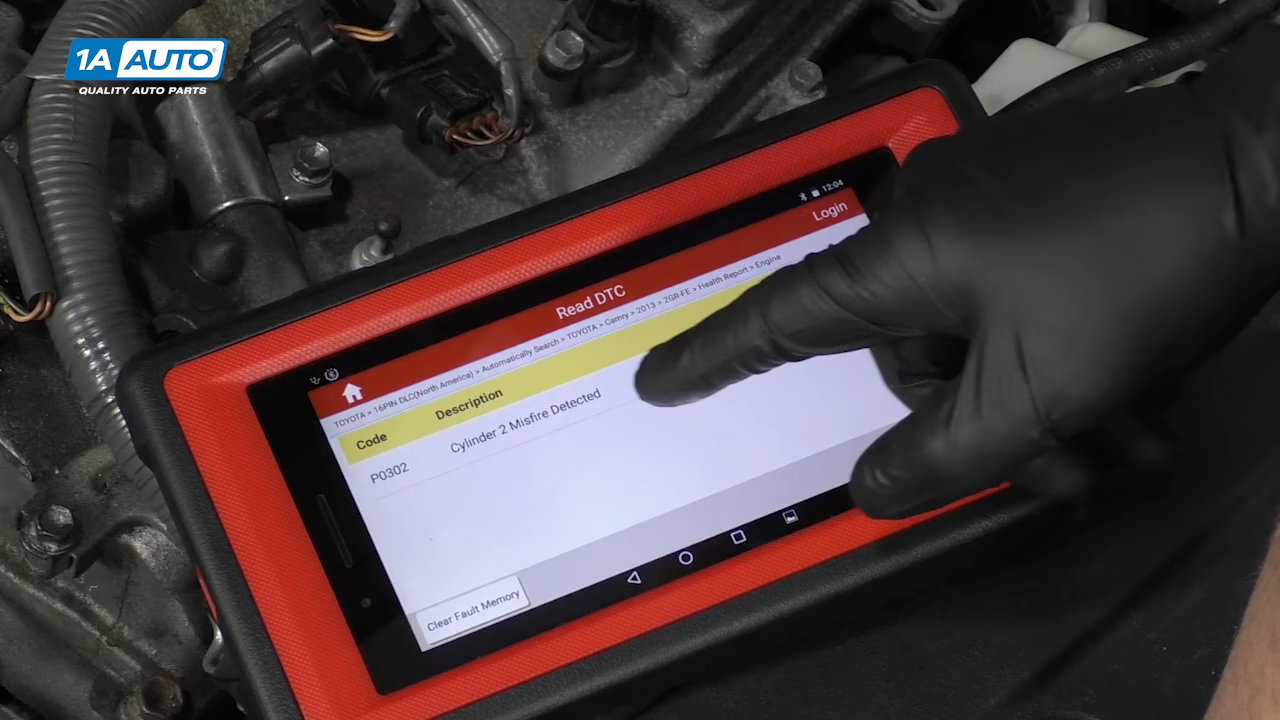 1A AUTO®
QUALITY AUTO PARTS
12:04
Login
Read DTC
TOYOTA > 16PIN DLC(North America) > Automatically Search > TOYOTA > Camry > 2013 > 2GR-FE > Health Report > Engine
Code Description
P0302 Cylinder 2 Misfire Detected
Clear Fault Memory